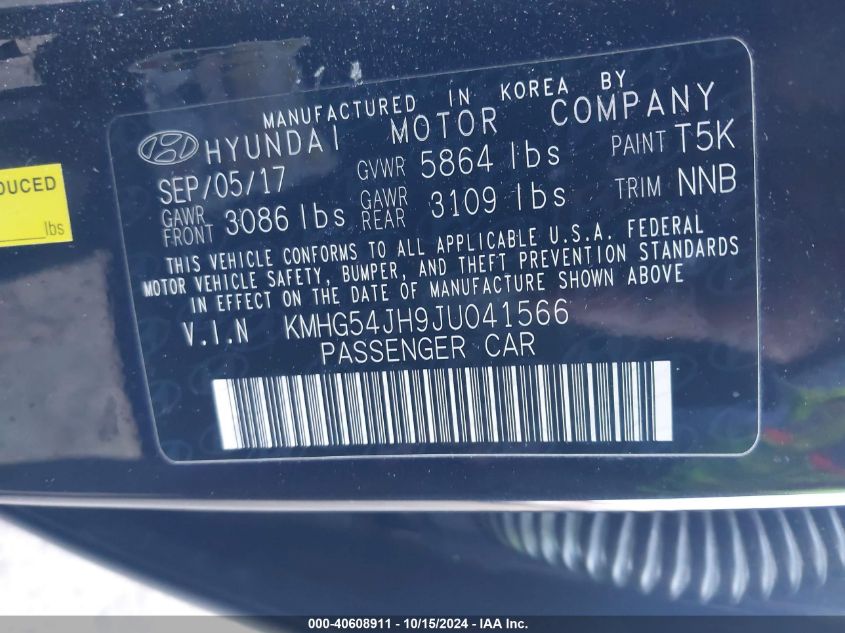 MANUFACTURED IN KOREA BY
HYUNDAI MOTOR COMPANY
SEP/05/17 GVWR 5864 lbs PAINT T5K
GAWR FRONT 3086 lbs GAWR REAR 3109 lbs TRIM NNB
THIS VEHICLE CONFORMS TO ALL APPLICABLE U.S.A. FEDERAL
MOTOR VEHICLE SAFETY, BUMPER, AND THEFT PREVENTION STANDARDS
IN EFFECT ON THE DATE OF MANUFACTURE SHOWN ABOVE
V.I.N KMHG54JH9JU041566
PASSENGER CAR
lbs
000-40608911 - 10/15/2024 - IAA Inc.